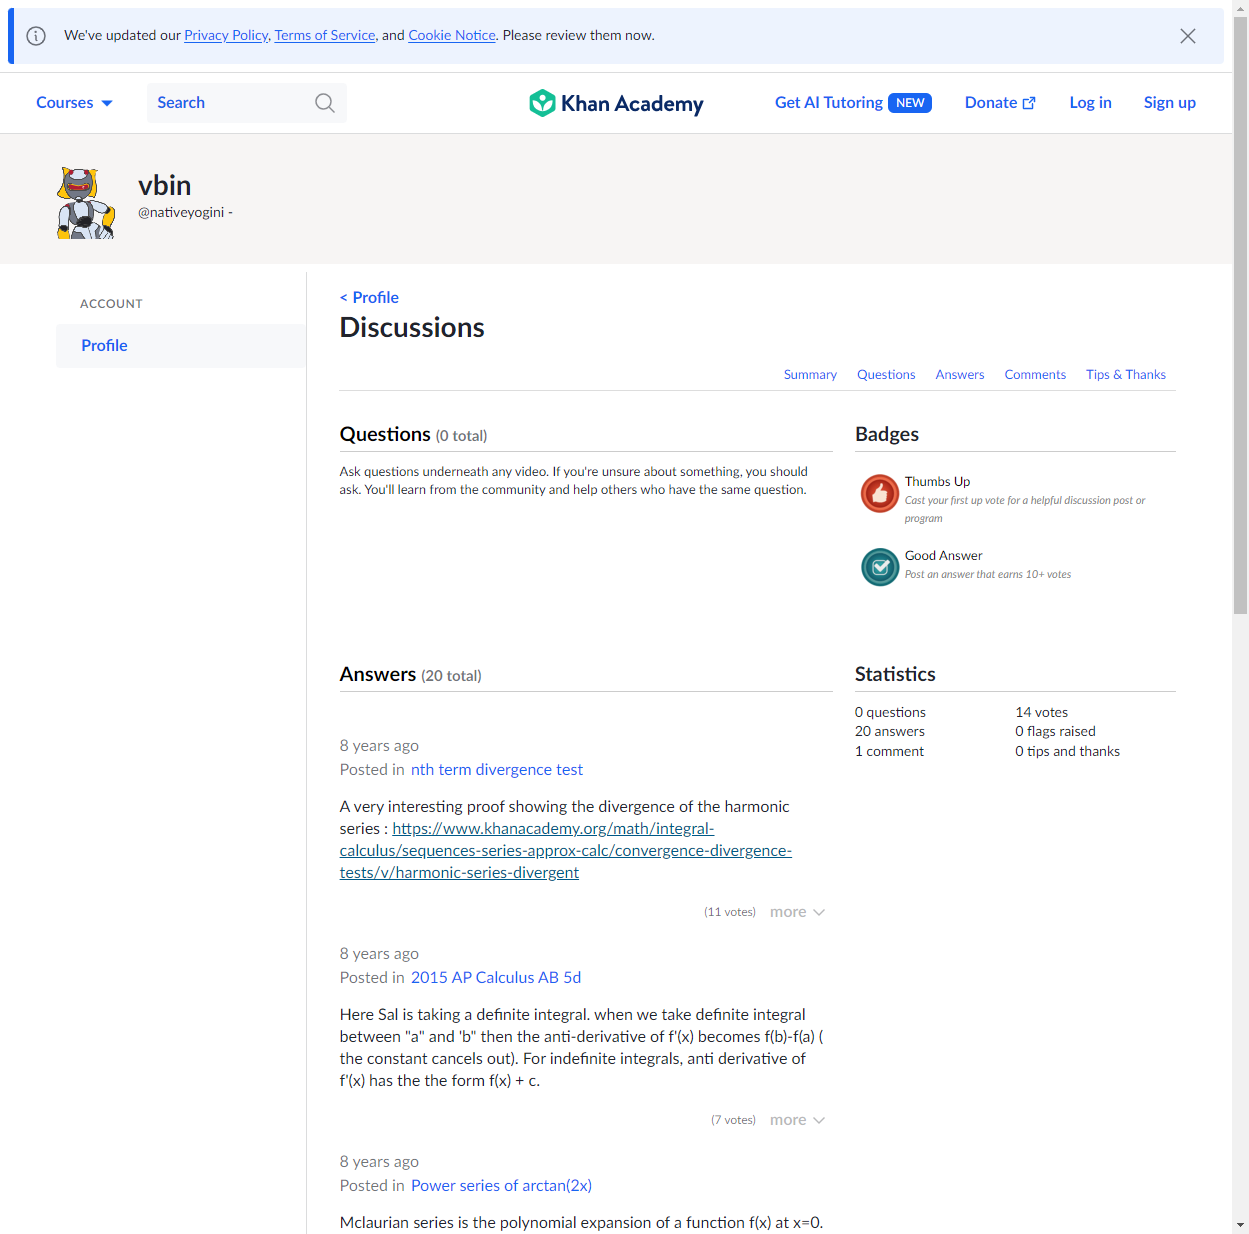 We've updated our Privacy Policy, Terms of Service, and Cookie Notice. Please review them now.
Courses
Search
Khan Academy
Get AI Tutoring NEW
Donate
Log in
Sign up
vbin
@nativeyogini -
ACCOUNT
Profile
< Profile
Discussions
Summary
Questions
Answers
Comments
Tips & Thanks
Questions (0 total)
Ask questions underneath any video. If you're unsure about something, you should
ask. You'll learn from the community and help others who have the same question.
Badges
Thumbs Up
Cast your first up vote for a helpful discussion post or
program
Good Answer
Post an answer that earns 10+ votes
Answers (20 total)
8 years ago
Posted in nth term divergence test
A very interesting proof showing the divergence of the harmonic
series : https://www.khanacademy.org/math/integral-
calculus/sequences-series-approx-calc/convergence-divergence-
tests/v/harmonic-series-divergent
(11 votes) more
8 years ago
Posted in 2015 AP Calculus AB 5d
Here Sal is taking a definite integral. when we take definite integral
between "a" and 'b" then the anti-derivative of f'(x) becomes f(b)-f(a) (
the constant cancels out). For indefinite integrals, anti derivative of
f'(x) has the the form f(x) + c.
(7 votes) more
8 years ago
Posted in Power series of arctan(2x)
Mclaurian series is the polynomial expansion of a function f(x) at x=0.
Statistics
0 questions
14 votes
20 answers
0 flags raised
1 comment
0 tips and thanks